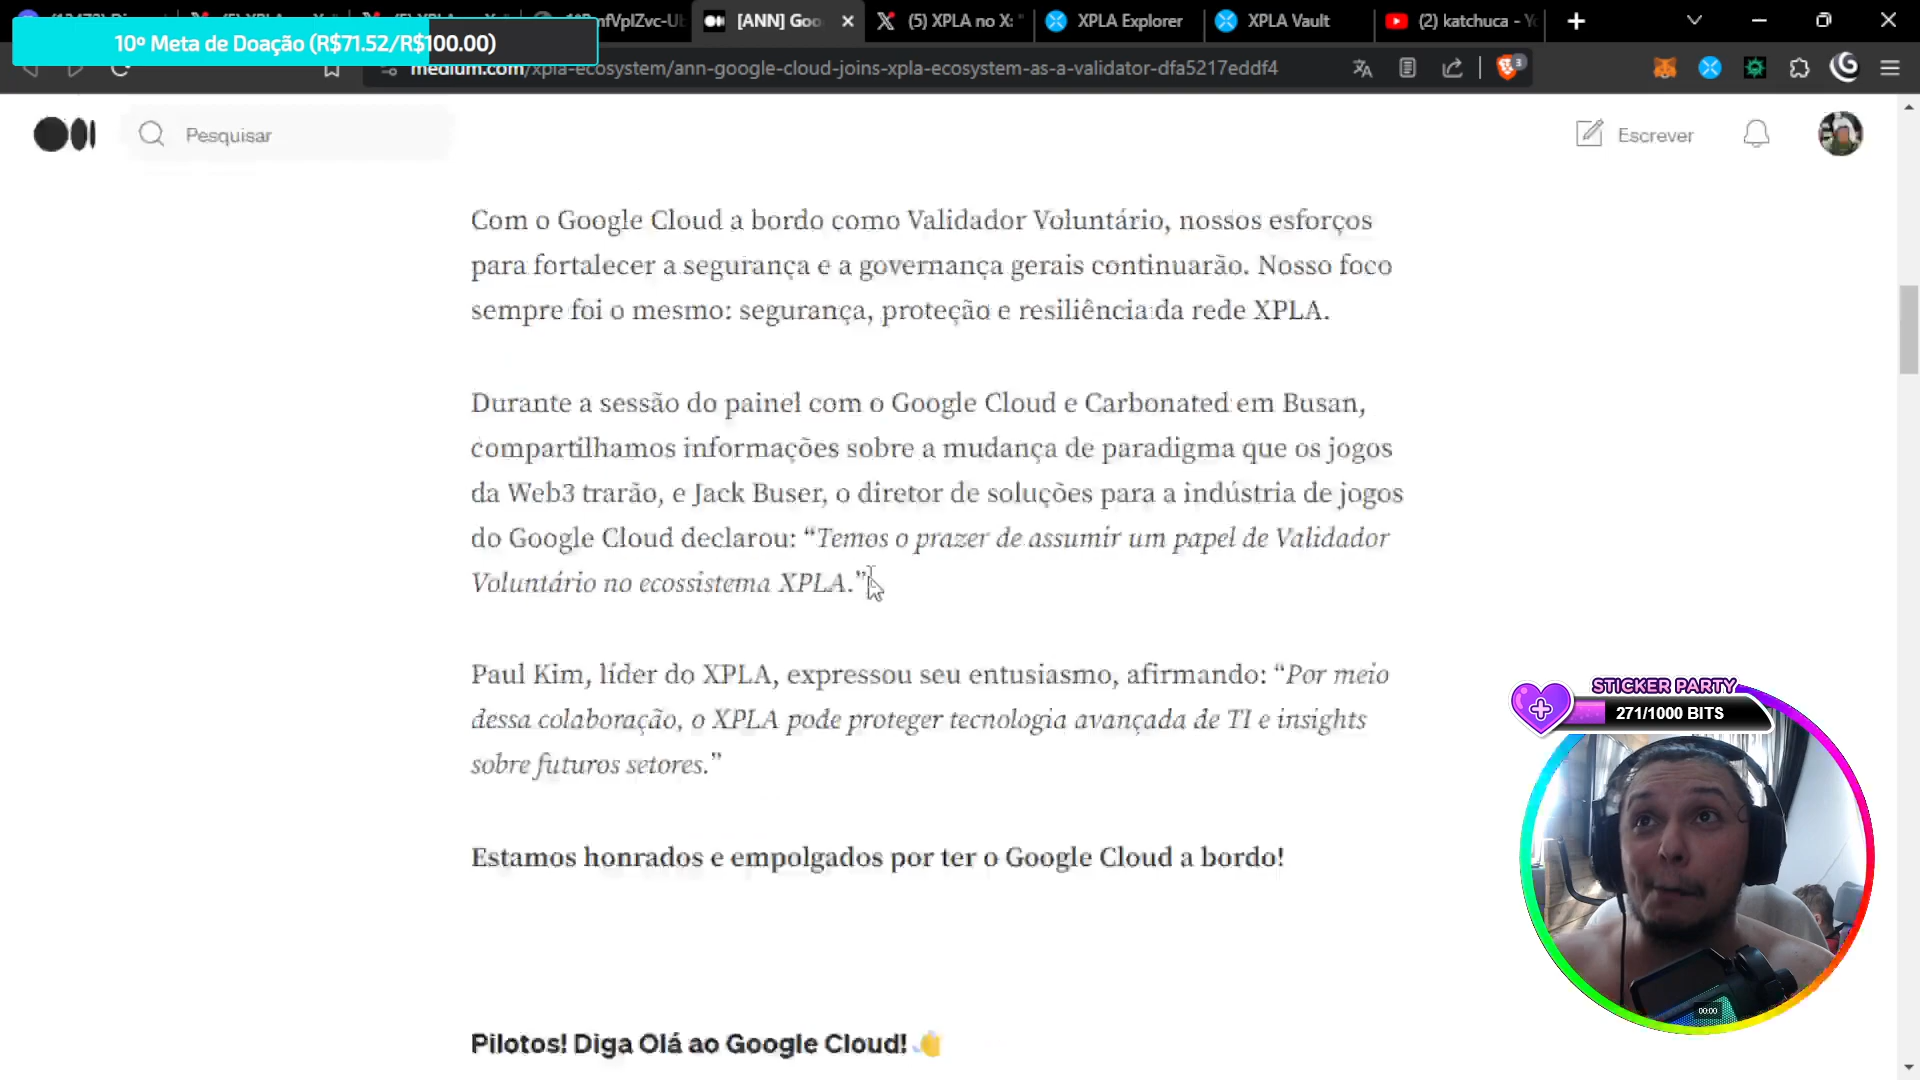 10º Meta de Doação (R$71.52/R$100.00)
[ANN] Goo
(5) XPLA no X: "
XPLA Explorer
XPLA Vault
(2) katchuca - Y
medium.com/xpla-ecosystem/ann-google-cloud-joins-xpla-ecosystem-as-a-validator-dfa5217eddf4
3
Pesquisar
Escrever
Com o Google Cloud a bordo como Validador Voluntário, nossos esforços
para fortalecer a segurança e a governança gerais continuarão. Nosso foco
sempre foi o mesmo: segurança, proteção e resiliência da rede XPLA.
Durante a sessão do painel com o Google Cloud e Carbonated em Busan,
compartilhamos informações sobre a mudança de paradigma que os jogos
da Web3 trarão, e Jack Buser, o diretor de soluções para a indústria de jogos
do Google Cloud declarou: “Temos o prazer de assumir um papel de Validador
Voluntário no ecossistema XPLA.”
Paul Kim, líder do XPLA, expressou seu entusiasmo, afirmando: “Por meio
dessa colaboração, o XPLA pode proteger tecnologia avançada de TI e insights
sobre futuros setores.”
Estamos honrados e empolgados por ter o Google Cloud a bordo!
Pilotos! Diga Olá ao Google Cloud! 👋
STICKER PARTY
271/1000 BITS
00:00